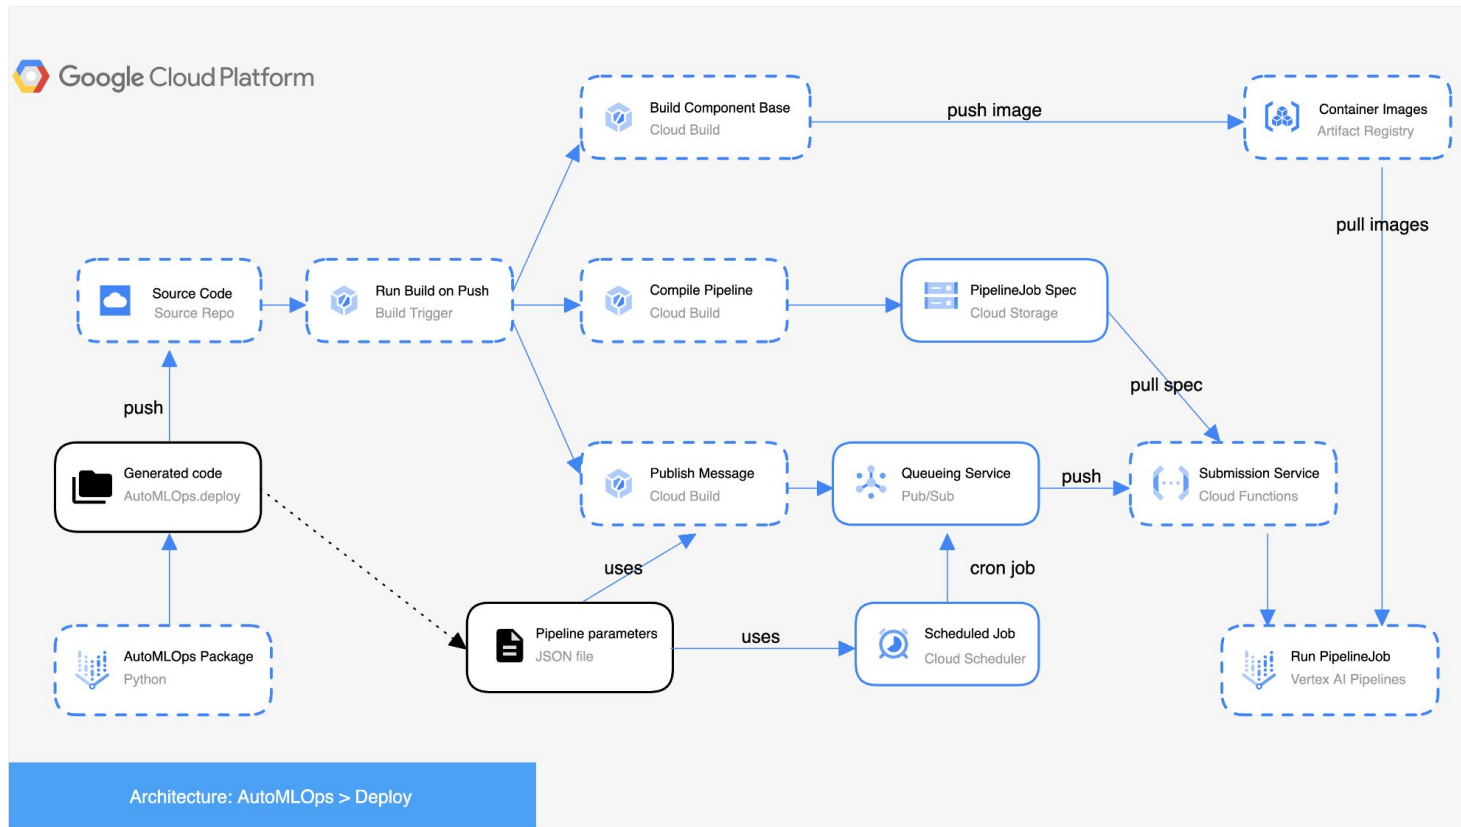 Google Cloud Platform
Build Component Base
Cloud Build
push image
Container Images
Artifact Registry
pull images
Source Code
Source Repo
Run Build on Push
Build Trigger
Compile Pipeline
Cloud Build
PipelineJob Spec
Cloud Storage
pull spec
push
Generated code
AutoMLOps.deploy
Publish Message
Cloud Build
Queueing Service
Pub/Sub
push
Submission Service
Cloud Functions
uses
cron job
Pipeline parameters
JSON file
uses
Scheduled Job
Cloud Scheduler
AutoMLOps Package
Python
Run PipelineJob
Vertex AI Pipelines
Architecture: AutoMLOps > Deploy